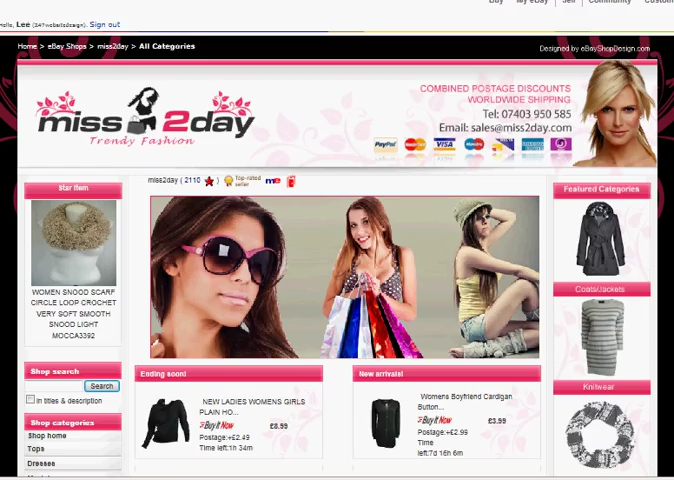 Buy My eBay Sell Community
Hello, Lee (247websitedesign). Sign out
Home > eBay Shops > miss2day > All Categories
Designed by eBayShopDesign.com
miss 2day
Trendy Fashion
COMBINED POSTAGE DISCOUNTS
WORLDWIDE SHIPPING
Tel: 07403 950 585
Email: sales@miss2day.com
PayPal VISA
miss2day ( 2110 ) Top-rated
seller me
Star Item
WOMEN SNOOD SCARF
CIRCLE LOOP CROCHET
VERY SOFT SMOOTH
SNOOD LIGHT
MOCCA3392
Shop search
Search
in titles & description
Shop categories
Shop home
Tops
Dresses
Ending soon!
NEW LADIES WOMENS GIRLS
PLAIN HO...
Buy It Now £8.99
Postage:+£2.49
Time left:1h 34m
New arrivals!
Womens Boyfriend Cardigan
Button...
Buy It Now £3.99
Postage:+£2.99
Time
left:7d 16h 6m
Featured Categories
Coats/Jackets
Knitwear